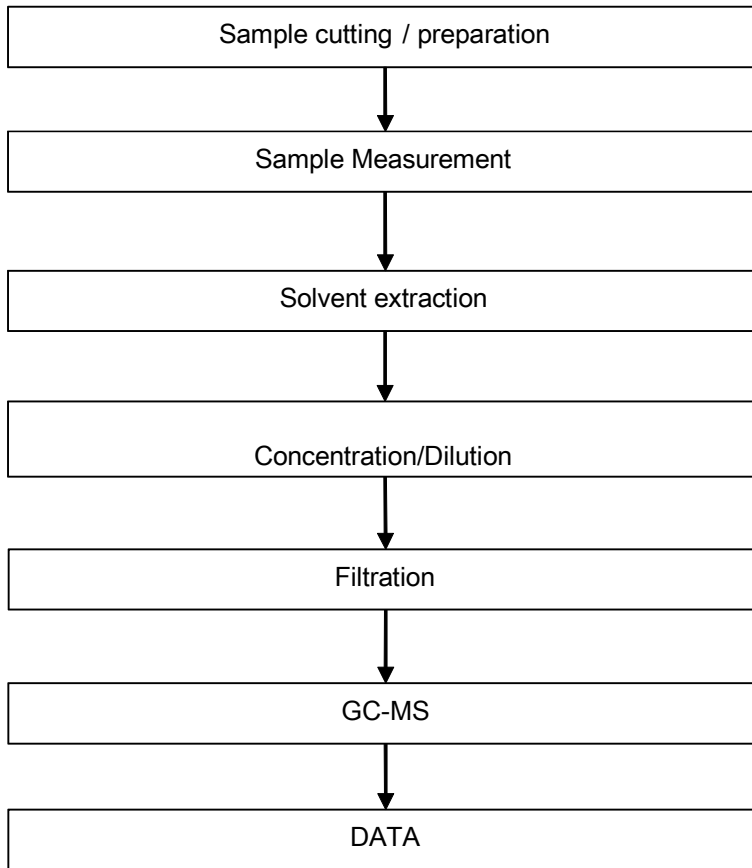 Sample cutting / preparation
Sample Measurement
Solvent extraction
Concentration/Dilution
Filtration
GC-MS
DATA